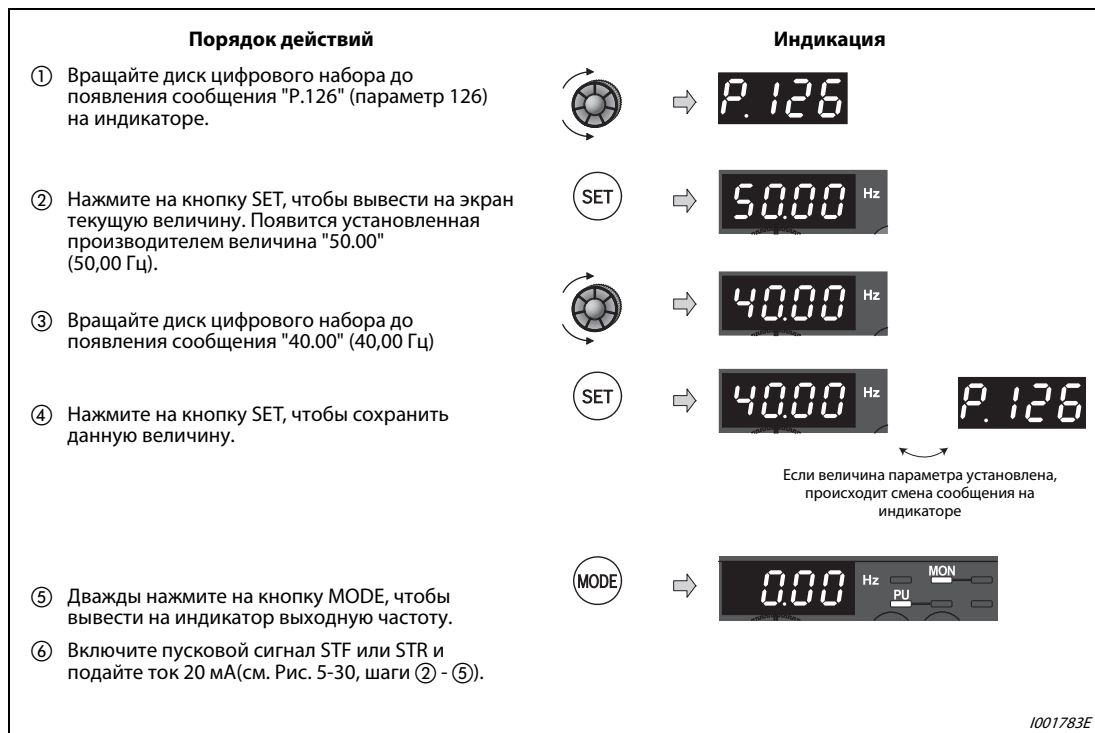 Порядок действий
Индикация
① Вращайте диск цифрового набора до
появления сообщения "P.126" (параметр 126)
на индикаторе.
P. 126
② Нажмите на кнопку SET, чтобы вывести на экран
текущую величину. Появится установленная
производителем величина "50.00"
(50,00 Гц).
SET
50.00 Hz
③ Вращайте диск цифрового набора до
появления сообщения "40.00" (40,00 Гц)
40.00 Hz
④ Нажмите на кнопку SET, чтобы сохранить
данную величину.
SET
40.00 Hz
P. 126
Если величина параметра установлена,
происходит смена сообщения на
индикаторе
⑤ Дважды нажмите на кнопку MODE, чтобы
вывести на индикатор выходную частоту.
MODE
0.00 Hz
MON
PU
⑥ Включите пусковой сигнал STF или STR и
подайте ток 20 мА(см. Рис. 5-30, шаги ② - ⑤).
I001783E